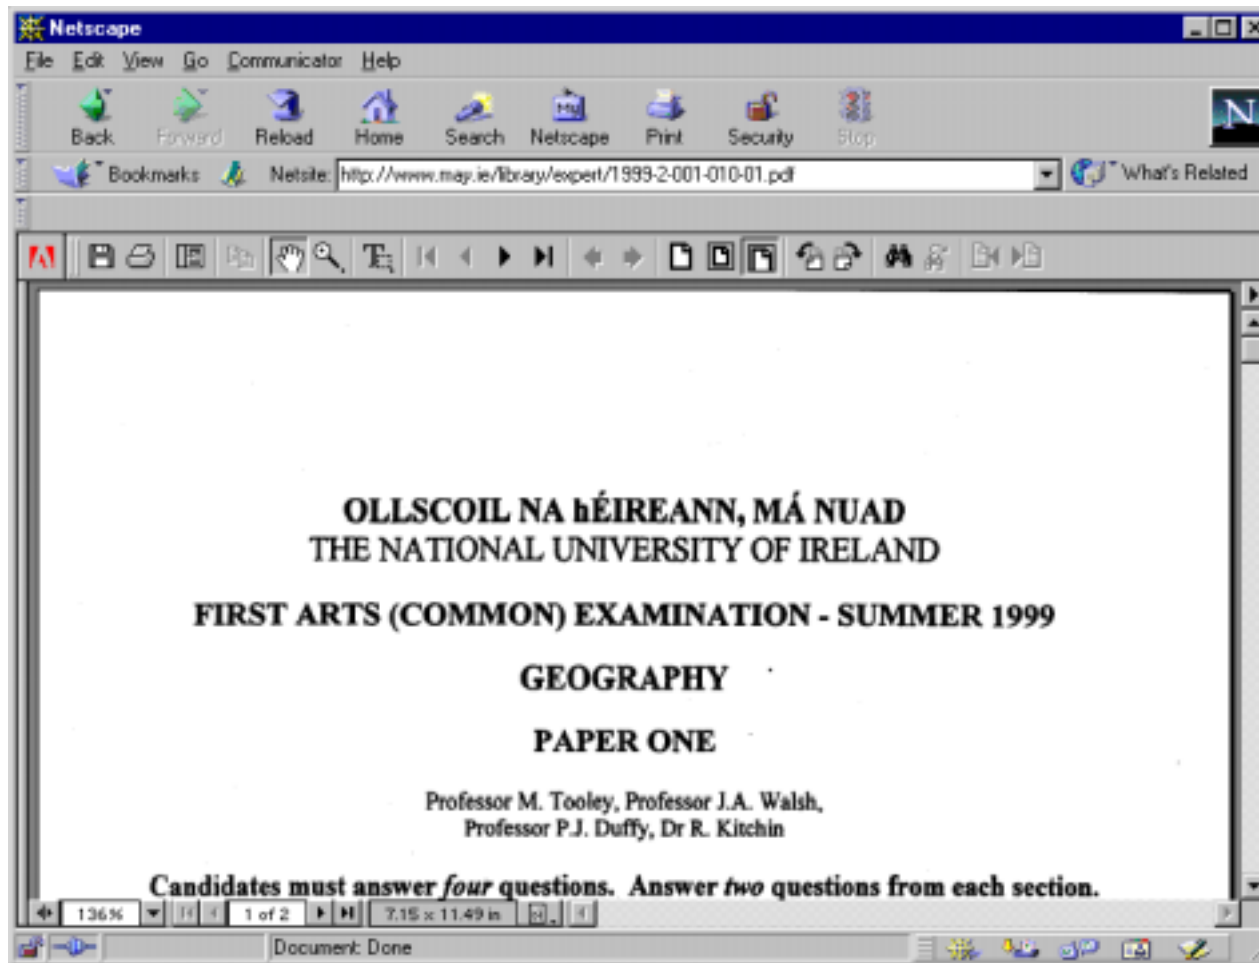 Netscape
File Edit View Go Communicator Help
Back Forward Reload Home Search Netscape Print Security Stop
Bookmarks Netsite: http://www.may.ie/library/expert/1999-2-001-010-01.pdf What's Related
OLLSCOIL NA hÉIREANN, MÁ NUAD
THE NATIONAL UNIVERSITY OF IRELAND
FIRST ARTS (COMMON) EXAMINATION - SUMMER 1999
GEOGRAPHY
PAPER ONE
Professor M. Tooley, Professor J.A. Walsh,
Professor P.J. Duffy, Dr R. Kitchin
Candidates must answer four questions. Answer two questions from each section.
136% 1 of 2 7.15 x 11.49 in
Document: Done